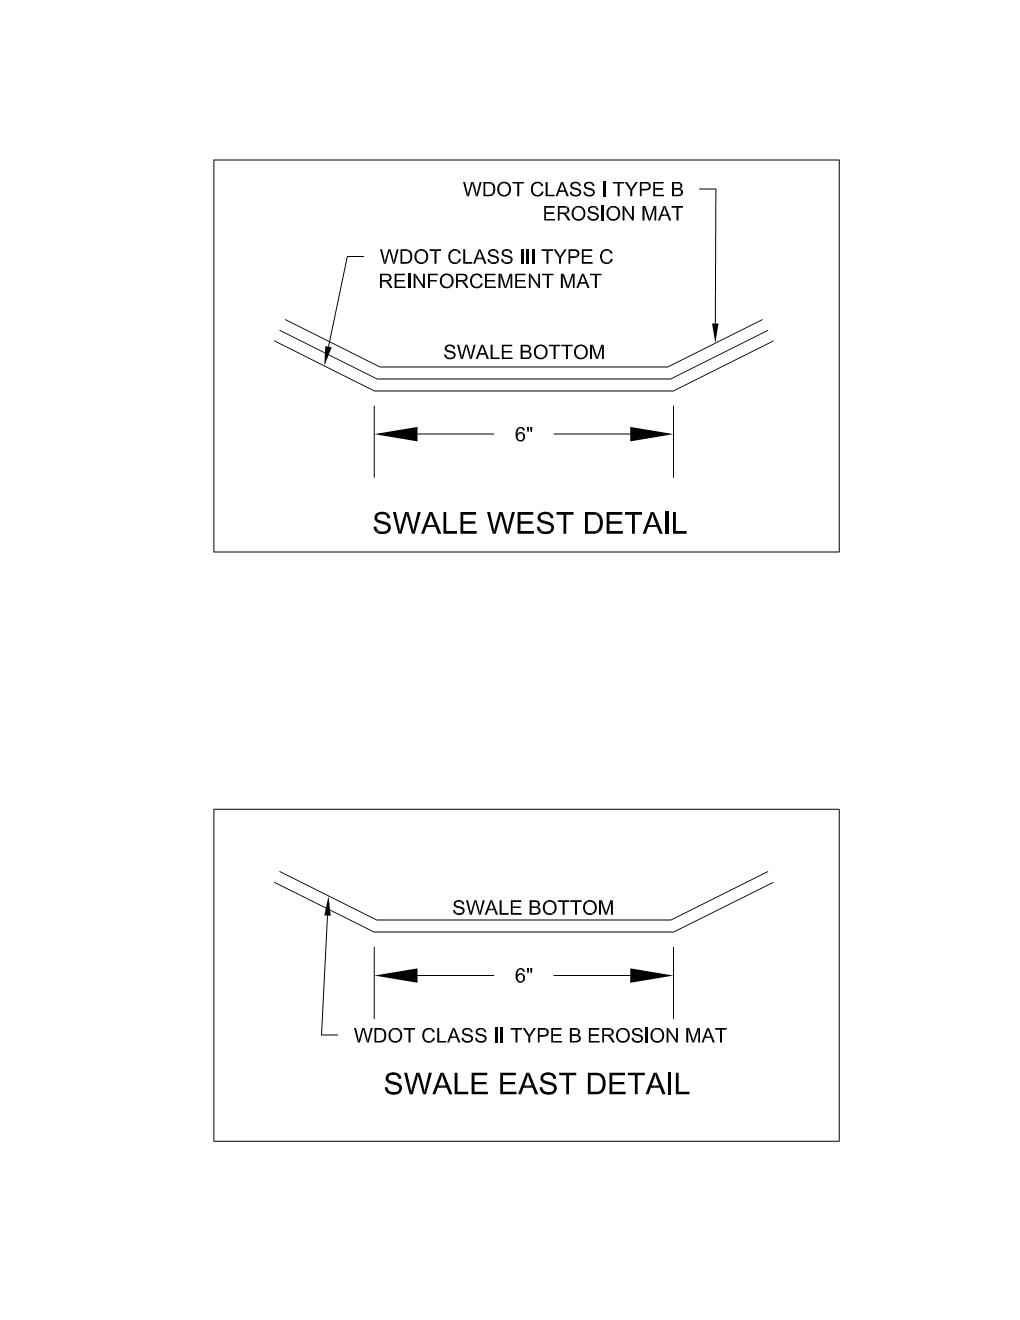 WDOT CLASS I TYPE B
EROSION MAT
WDOT CLASS III TYPE C
REINFORCEMENT MAT
SWALE BOTTOM
6"
SWALE WEST DETAIL
SWALE BOTTOM
6"
WDOT CLASS II TYPE B EROSION MAT
SWALE EAST DETAIL